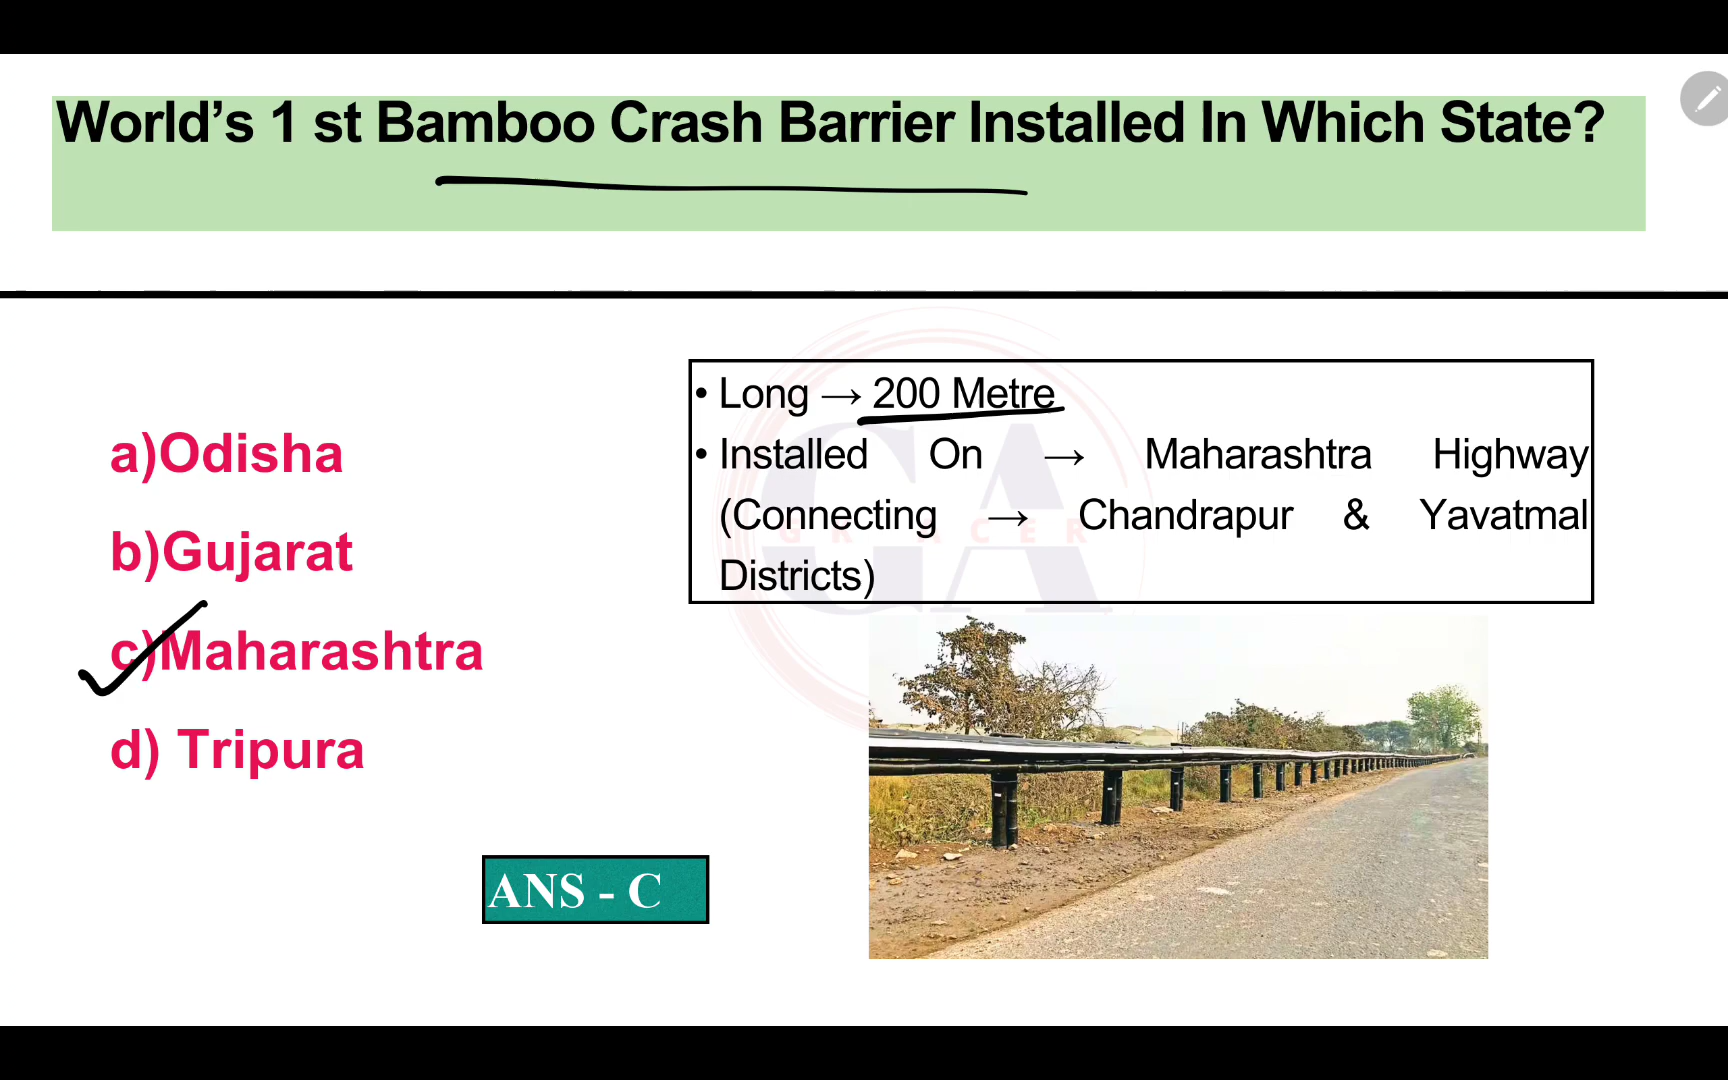 World’s 1 st Bamboo Crash Barrier Installed In Which State?
a)Odisha
b)Gujarat
c)Maharashtra
d) Tripura
• Long → 200 Metre
• Installed On → Maharashtra Highway
(Connecting → Chandrapur & Yavatmal
Districts)
GA
ANS - C